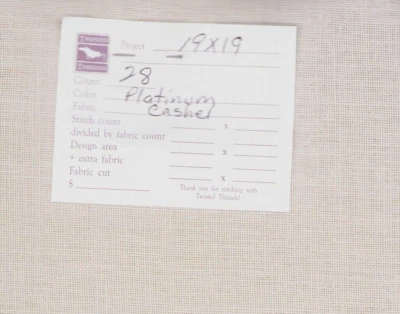 Twisted
Threads
Project 19x19
Count 28
Color Platinum
Fabric Cashel
Stitch count x
divided by fabric count
Design area x
+ extra fabric
Fabric cut x
$
Thank you for stitching with
Twisted Threads!